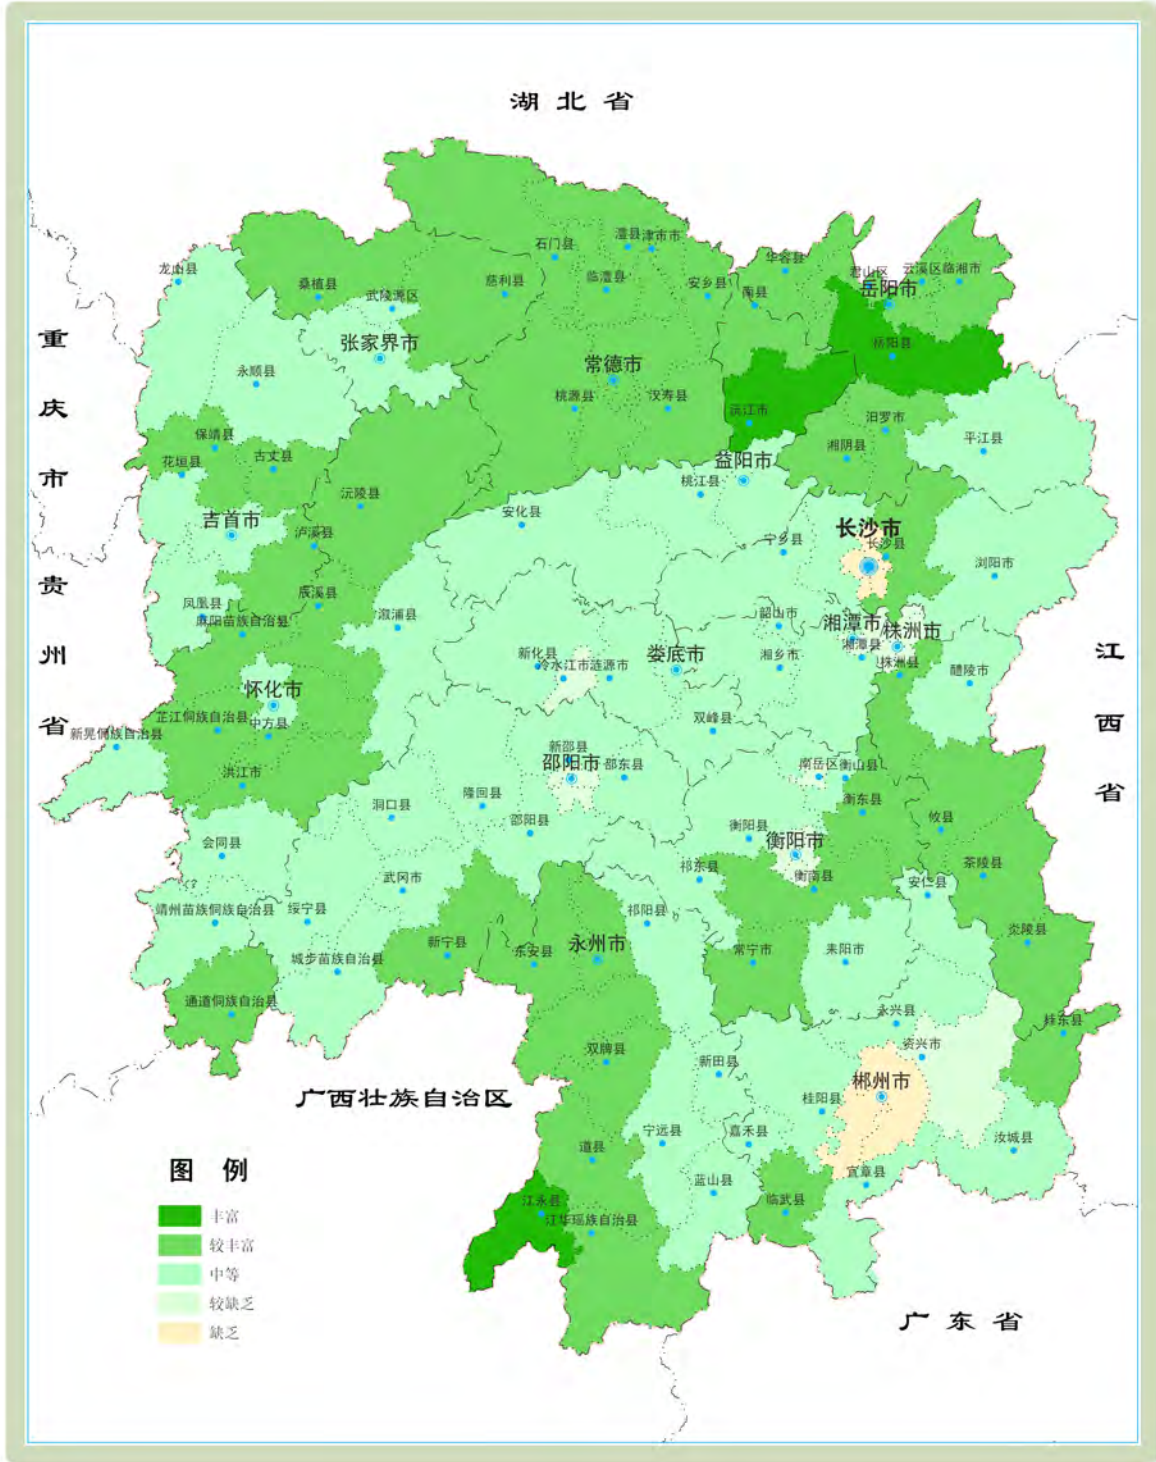 湖北省
重庆市
贵州省
江西省
广西壮族自治区
广东省
龙山县
桑植县
武陵源区
张家界市
慈利县
石门县
澧县
津市市
临澧县
安乡县
南县
华容县
君山区
云溪区
临湘市
岳阳市
岳阳县
永顺县
常德市
桃源县
汉寿县
沅江市
汨罗市
湘阴县
平江县
保靖县
花垣县
古丈县
沅陵县
益阳市
桃江县
安化县
吉首市
泸溪县
宁乡县
长沙市
长沙县
浏阳市
凤凰县
辰溪县
麻阳苗族自治县
溆浦县
韶山市
湘潭市
湘潭县
株洲市
株洲县
醴陵市
新化县
冷水江市
涟源市
娄底市
湘乡市
怀化市
芷江侗族自治县
中方县
新晃侗族自治县
双峰县
洪江市
新邵县
邵阳市
邵东县
南岳区
衡山县
衡东县
隆回县
洞口县
邵阳县
衡阳县
衡阳市
攸县
会同县
武冈市
祁东县
衡南县
安仁县
茶陵县
靖州苗族侗族自治县
绥宁县
祁阳县
炎陵县
城步苗族自治县
新宁县
东安县
永州市
常宁市
耒阳市
通道侗族自治县
永兴县
桂东县
双牌县
新田县
资兴市
郴州市
桂阳县
道县
宁远县
嘉禾县
汝城县
蓝山县
宜章县
临武县
江永县
江华瑶族自治县
图例
丰富
较丰富
中等
较缺乏
缺乏